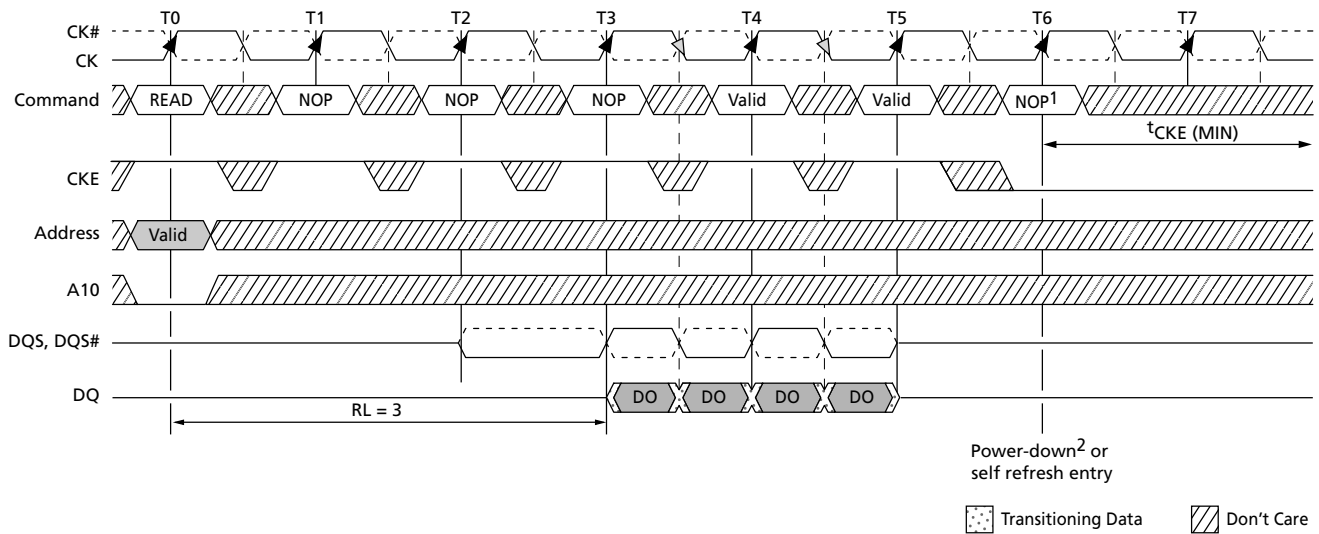 T0 T1 T2 T3 T4 T5 T6 T7
CK#
CK
Command READ NOP NOP NOP Valid Valid NOP1
tCKE (MIN)
CKE
Address Valid
A10
DQS, DQS#
DQ DO DO DO DO
RL = 3
Power-down2 or
self refresh entry
Transitioning Data Don't Care